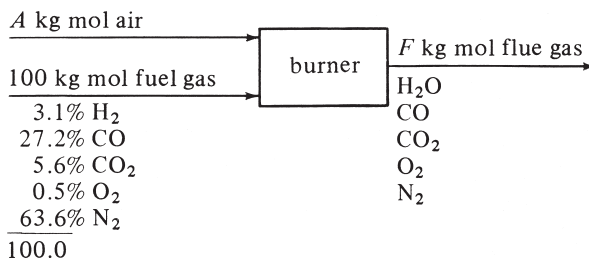 A kg mol air
burner
F kg mol flue gas
100 kg mol fuel gas
3.1% H₂
27.2% CO
5.6% CO₂
0.5% O₂
63.6% N₂
100.0
H₂O
CO
CO₂
O₂
N₂